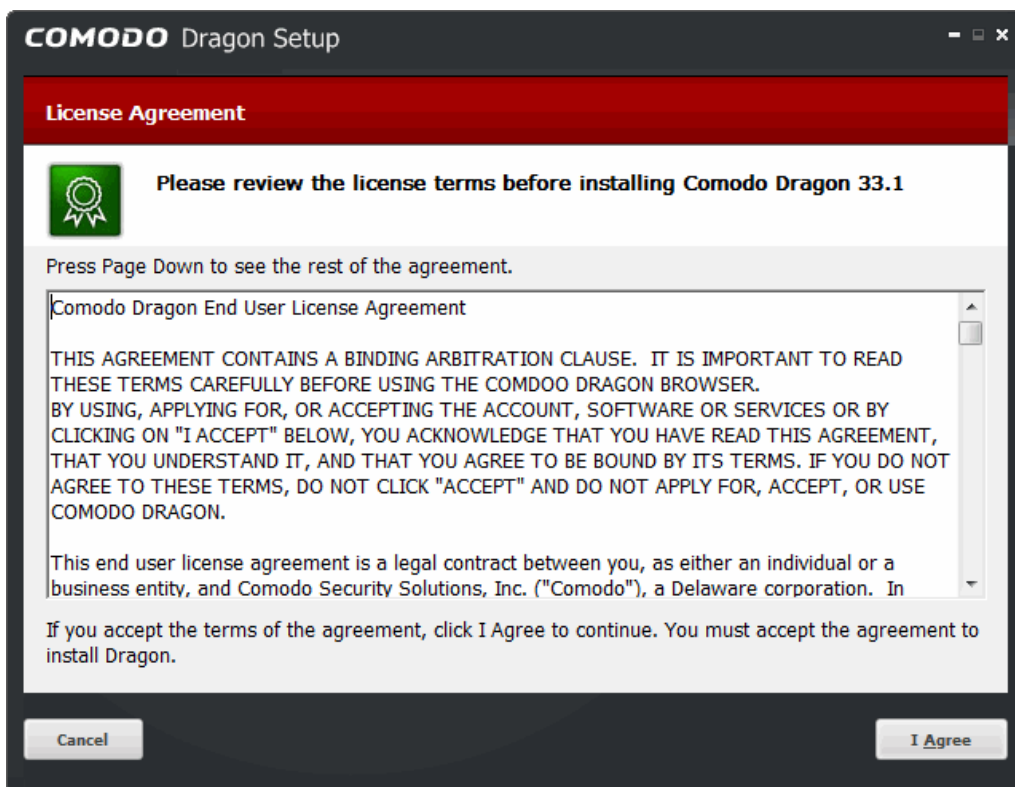 COMODO Dragon Setup
License Agreement
Please review the license terms before installing Comodo Dragon 33.1
Press Page Down to see the rest of the agreement.
Comodo Dragon End User License Agreement
THIS AGREEMENT CONTAINS A BINDING ARBITRATION CLAUSE.  IT IS IMPORTANT TO READ
THESE TERMS CAREFULLY BEFORE USING THE COMDOO DRAGON BROWSER.
BY USING, APPLYING FOR, OR ACCEPTING THE ACCOUNT, SOFTWARE OR SERVICES OR BY
CLICKING ON "I ACCEPT" BELOW, YOU ACKNOWLEDGE THAT YOU HAVE READ THIS AGREEMENT,
THAT YOU UNDERSTAND IT, AND THAT YOU AGREE TO BE BOUND BY ITS TERMS. IF YOU DO NOT
AGREE TO THESE TERMS, DO NOT CLICK "ACCEPT" AND DO NOT APPLY FOR, ACCEPT, OR USE
COMODO DRAGON.
This end user license agreement is a legal contract between you, as either an individual or a
business entity, and Comodo Security Solutions, Inc. ("Comodo"), a Delaware corporation.  In
If you accept the terms of the agreement, click I Agree to continue. You must accept the agreement to
install Dragon.
Cancel
I Agree